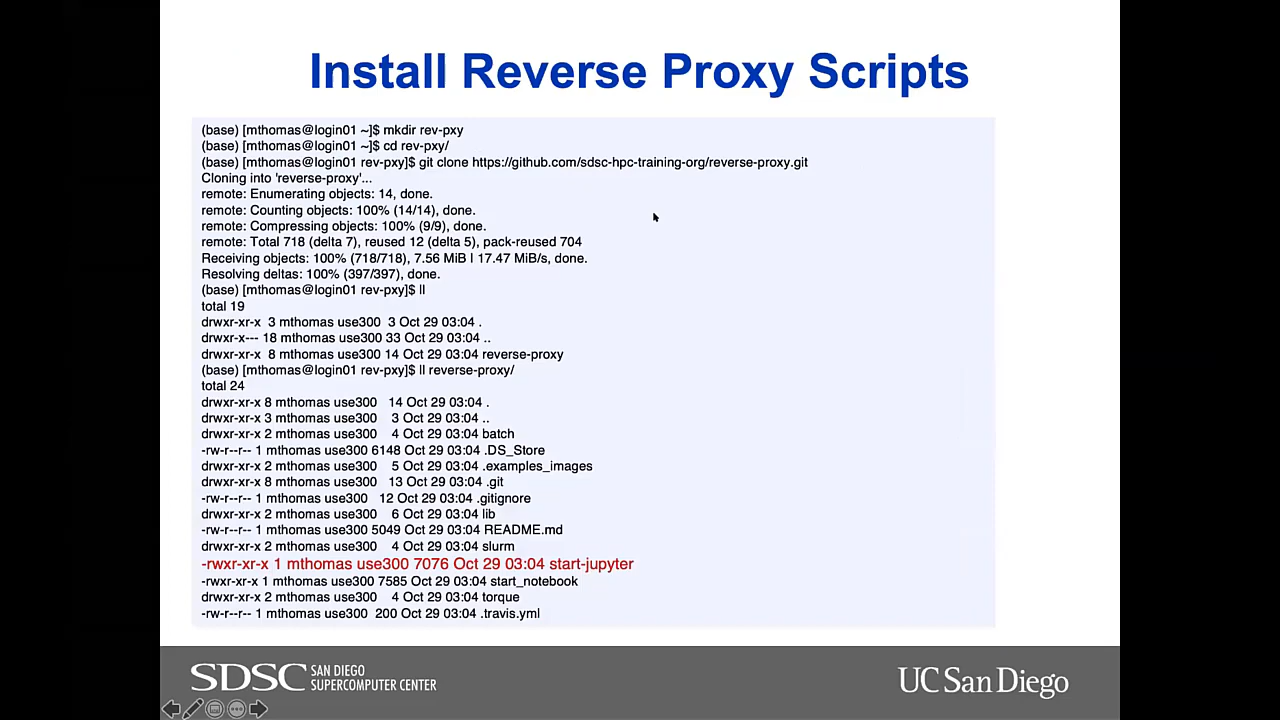 Install Reverse Proxy Scripts
(base) [mthomas@login01 ~]$ mkdir rev-pxy
(base) [mthomas@login01 ~]$ cd rev-pxy/
(base) [mthomas@login01 rev-pxy]$ git clone https://github.com/sdsc-hpc-training-org/reverse-proxy.git
Cloning into 'reverse-proxy'...
remote: Enumerating objects: 14, done.
remote: Counting objects: 100% (14/14), done.
remote: Compressing objects: 100% (9/9), done.
remote: Total 718 (delta 7), reused 12 (delta 5), pack-reused 704
Receiving objects: 100% (718/718), 7.56 MiB | 17.47 MiB/s, done.
Resolving deltas: 100% (397/397), done.
(base) [mthomas@login01 rev-pxy]$ ll
total 19
drwxr-xr-x  3 mthomas use300  3 Oct 29 03:04 .
drwxr-x--- 18 mthomas use300 33 Oct 29 03:04 ..
drwxr-xr-x  8 mthomas use300 14 Oct 29 03:04 reverse-proxy
(base) [mthomas@login01 rev-pxy]$ ll reverse-proxy/
total 24
drwxr-xr-x 8 mthomas use300   14 Oct 29 03:04 .
drwxr-xr-x 3 mthomas use300    3 Oct 29 03:04 ..
drwxr-xr-x 2 mthomas use300    4 Oct 29 03:04 batch
-rw-r--r-- 1 mthomas use300 6148 Oct 29 03:04 .DS_Store
drwxr-xr-x 2 mthomas use300    5 Oct 29 03:04 .examples_images
drwxr-xr-x 8 mthomas use300   13 Oct 29 03:04 .git
-rw-r--r-- 1 mthomas use300   12 Oct 29 03:04 .gitignore
drwxr-xr-x 2 mthomas use300    6 Oct 29 03:04 lib
-rw-r--r-- 1 mthomas use300 5049 Oct 29 03:04 README.md
drwxr-xr-x 2 mthomas use300    4 Oct 29 03:04 slurm
-rwxr-xr-x 1 mthomas use300 7076 Oct 29 03:04 start-jupyter
-rwxr-xr-x 1 mthomas use300 7585 Oct 29 03:04 start_notebook
drwxr-xr-x 2 mthomas use300    4 Oct 29 03:04 torque
-rw-r--r-- 1 mthomas use300  200 Oct 29 03:04 .travis.yml
SDSC SAN DIEGO
SUPERCOMPUTER CENTER
UC San Diego